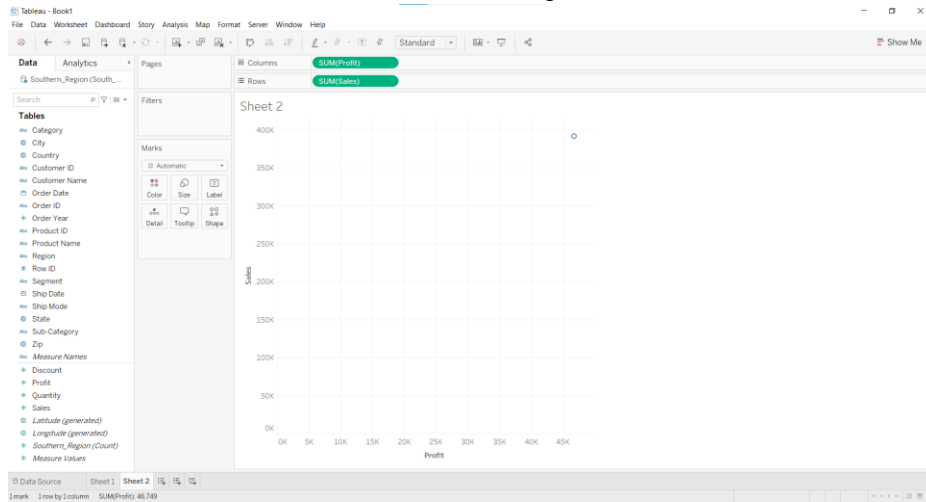 Tableau - Book1
File Data Worksheet Dashboard Story Analysis Map Format Server Window Help
Standard
Show Me
Data Analytics
Pages
Columns SUM(Profit)
Southern_Region (South_...
Rows SUM(Sales)
Search
Filters
Sheet 2
Tables
Category
City
Country
Customer ID
Customer Name
Order Date
Order ID
Order Year
Product ID
Product Name
Region
Row ID
Segment
Ship Date
Ship Mode
State
Sub-Category
Zip
Measure Names
Discount
Profit
Quantity
Sales
Latitude (generated)
Longitude (generated)
Southern_Region (Count)
Measure Values
Marks
Automatic
Color Size Label
Detail Tooltip Shape
400K
350K
300K
250K
200K
150K
100K
50K
0K
Sales
0K 5K 10K 15K 20K 25K 30K 35K 40K 45K
Profit
Data Source Sheet 1 Sheet 2
1 mark 1 row by 1 column SUM(Profit): 46,749